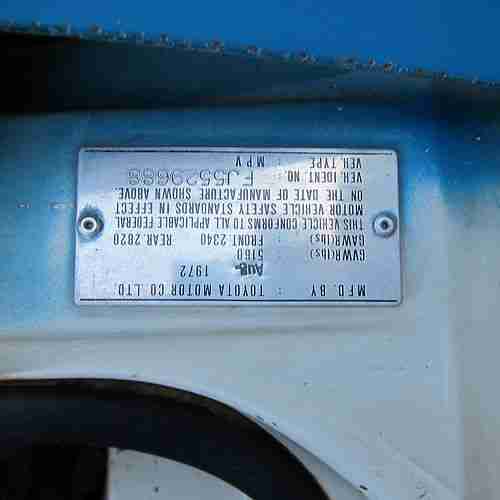 MFD. BY : TOYOTA MOTOR CO.,LTD.
Aug. 1972
GVWR(lbs) 5160
GAWR(lbs) : FRONT 2340 REAR 2820
THIS VEHICLE CONFORMS TO ALL APPLICABLE FEDERAL
MOTOR VEHICLE SAFETY STANDARDS IN EFFECT
ON THE DATE OF MANUFACTURE SHOWN ABOVE.
VEH. IDENT. NO. : FJ5529688
VEH. TYPE : MPV